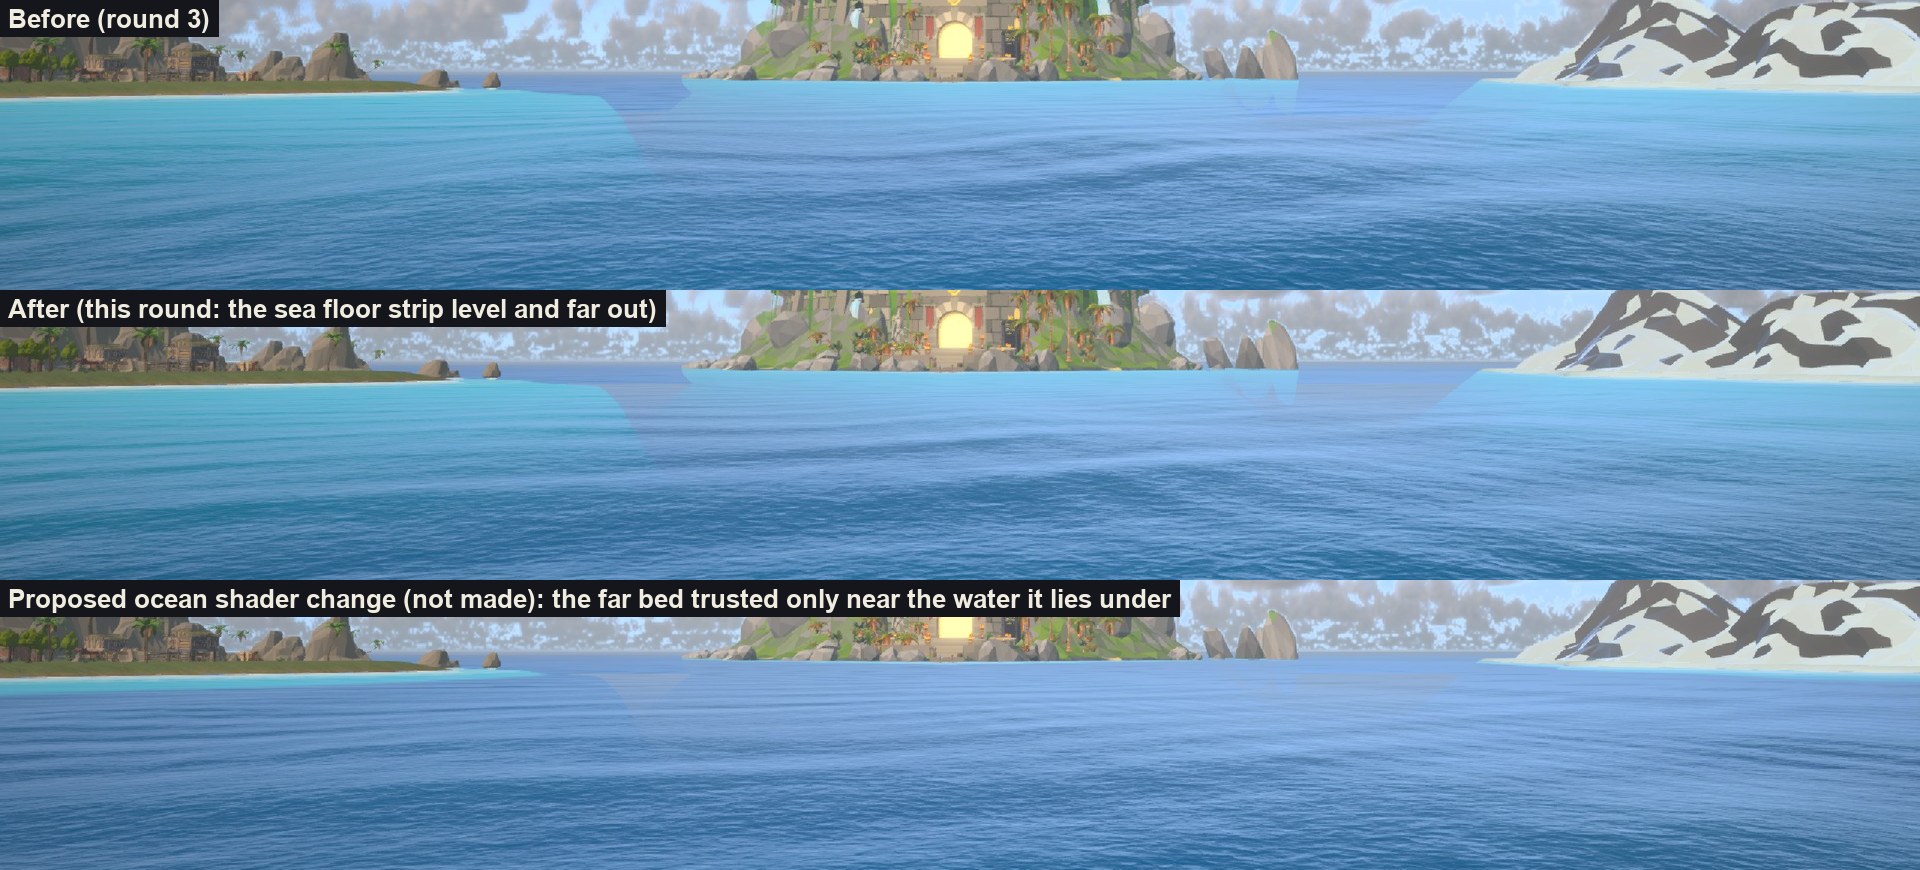 Before (round 3)
After (this round: the sea floor strip level and far out)
Proposed ocean shader change (not made): the far bed trusted only near the water it lies under